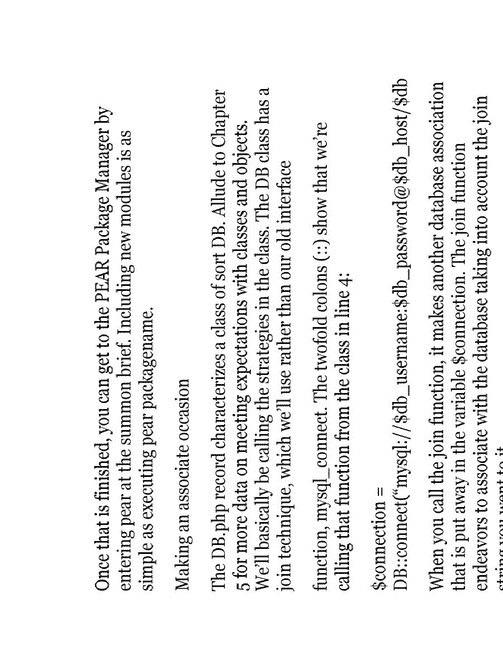 Once that is finished, you can get to the PEAR Package Manager by
entering pear at the summon brief. Including new modules is as
simple as executing pear packagename.
Making an associate occasion
The DB.php record characterizes a class of sort DB. Allude to Chapter
5 for more data on meeting expectations with classes and objects.
We'll basically be calling the strategies in the class. The DB class has a
join technique, which we'll use rather than our old interface
function, mysql_connect. The twofold colons (::) show that we're
calling that function from the class in line 4:
$connection =
DB::connect("mysql://$db_username:$db_password@$db_host/$db
When you call the join function, it makes another database association
that is put away in the variable $connection. The join function
endeavors to associate with the database taking into account the join
string you want to it